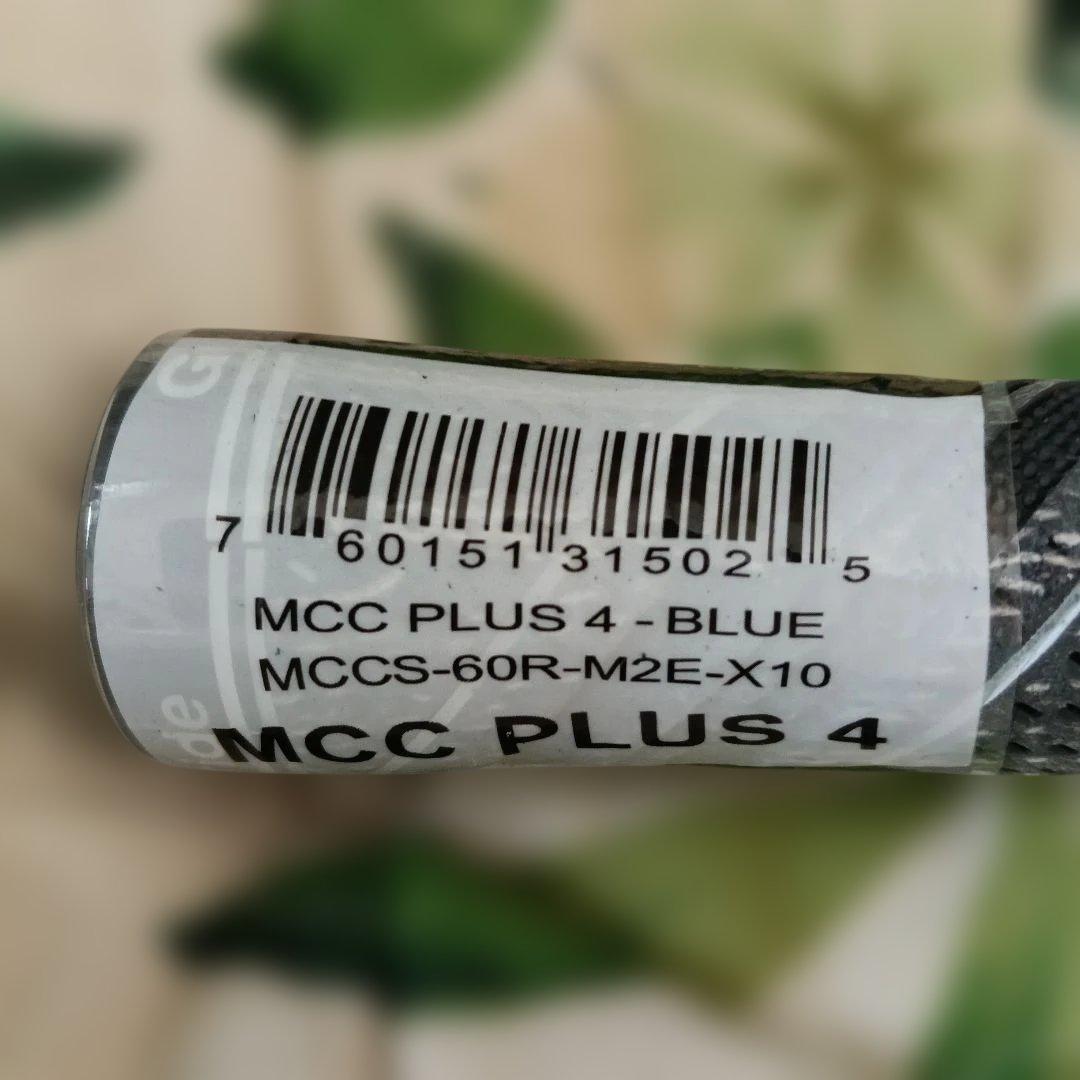 7 60151 31502 5
MCC PLUS 4 - BLUE
MCCS-60R-M2E-X10
MCC PLUS 4